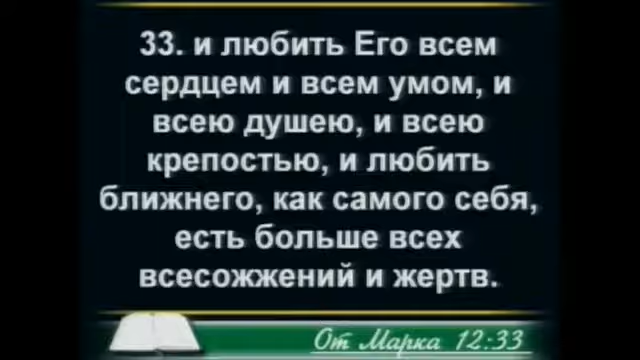 33. и любить Его всем
сердцем и всем умом, и
всею душею, и всею
крепостью, и любить
ближнего, как самого себя,
есть больше всех
всесожжений и жертв.
От Марка 12:33